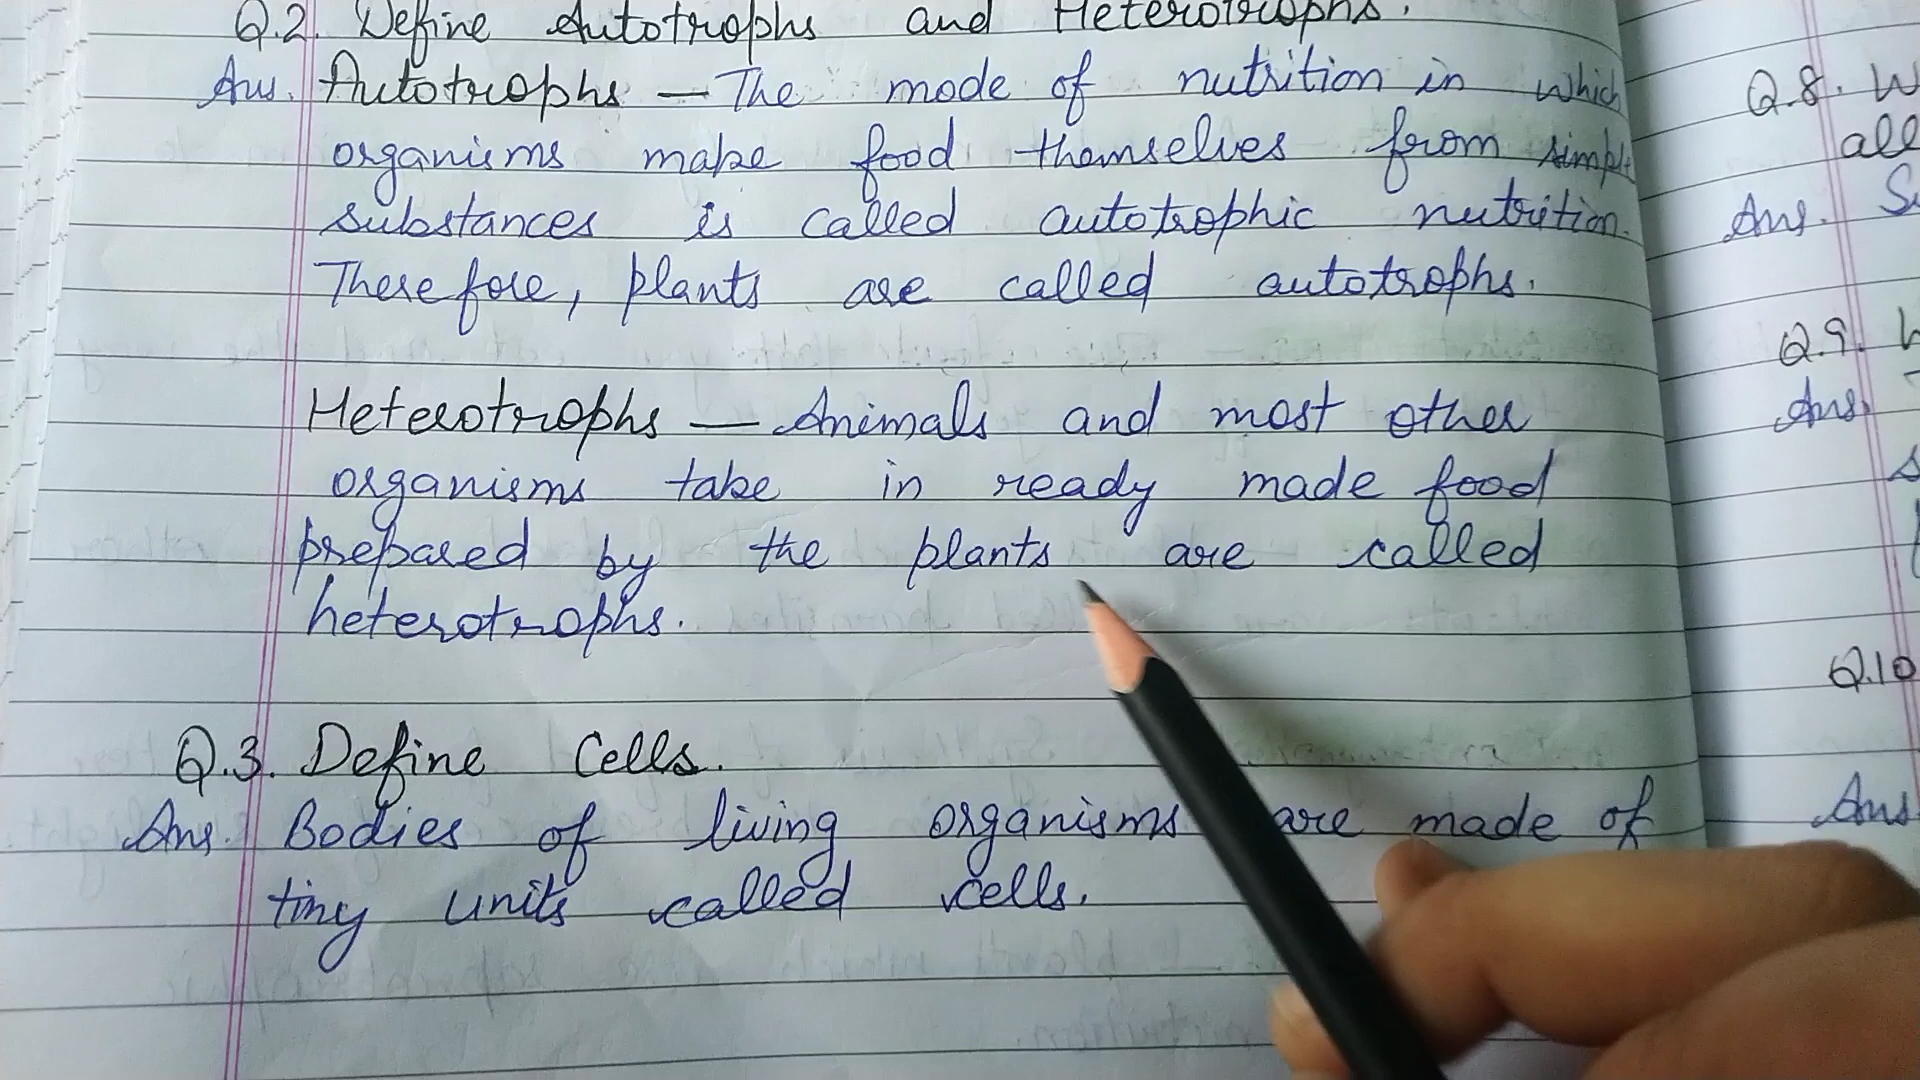 Q.2. Define Autotrophs and Heterotrophs.
Ans. Autotrophs — The mode of nutrition in which
organisms make food themselves from simple
substances is called autotrophic nutrition.
Therefore, plants are called autotrophs.
Heterotrophs — Animals and most other
organisms take in ready made food
prepared by the plants are called
heterotrophs.
Q.3. Define Cells.
Ans. Bodies of living organisms are made of
tiny units called cells.
Q.8. W
all
Ans. Su
Q.9.
Ans.
Q.10
Ans